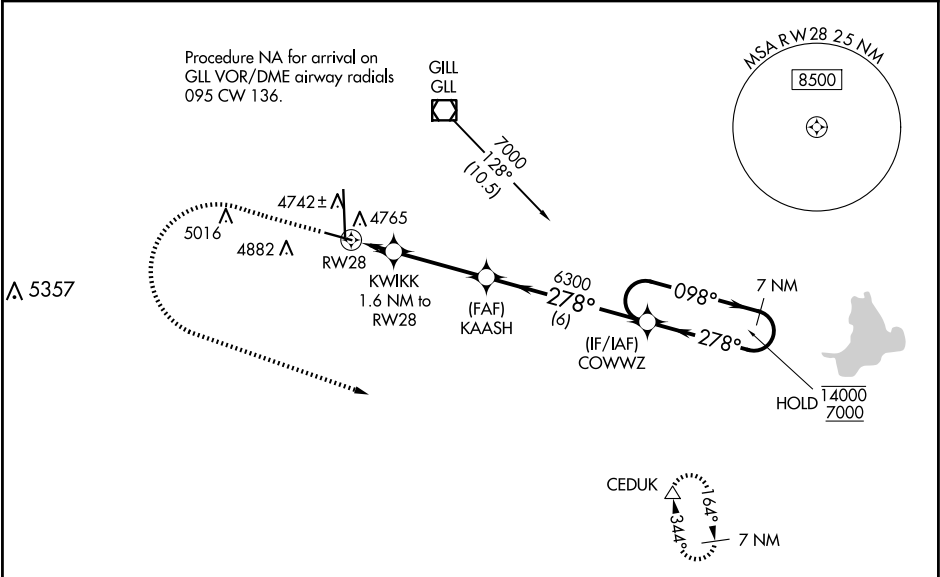 Procedure NA for arrival on
GLL VOR/DME airway radials
095 CW 136.
GILL
GLL
7000
128°
(10.5)
MSA RW28 25 NM
8500
4742±
4765
5016
4882
RW28
5357
KWIKK
1.6 NM to
RW28
(FAF)
KAASH
6300
278°
(6)
(IF/IAF)
COWWZ
098°
278°
7 NM
HOLD
14000
7000
CEDUK
164°
344°
7 NM